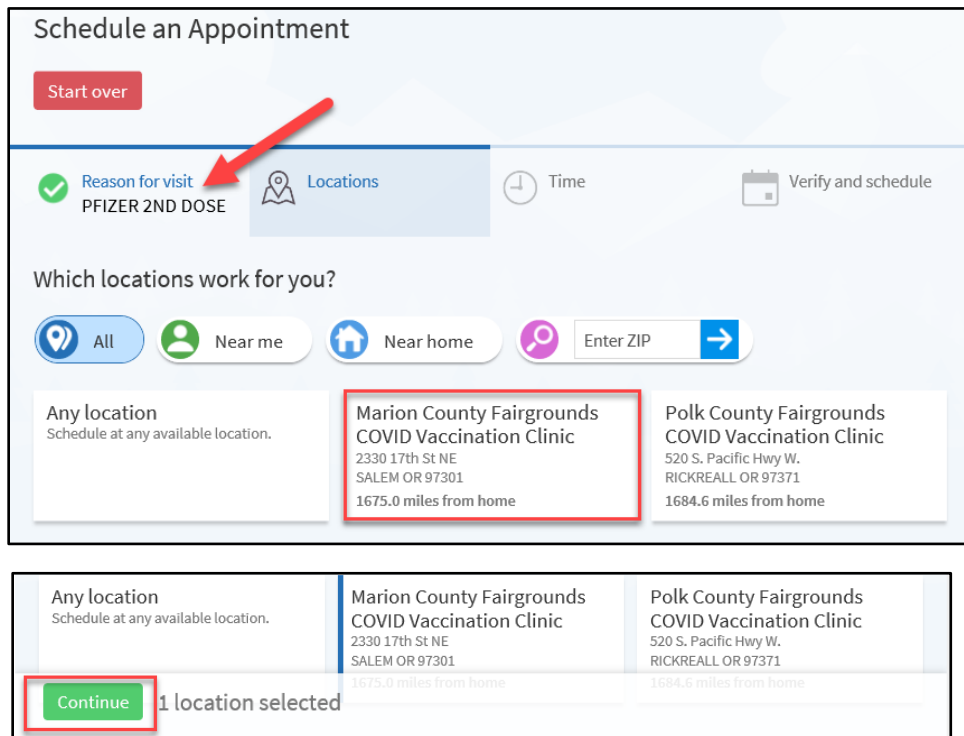 Schedule an Appointment
Start over
Reason for visit
PFIZER 2ND DOSE
Locations
Time
Verify and schedule
Which locations work for you?
All
Near me
Near home
Enter ZIP
Any location
Schedule at any available location.
Marion County Fairgrounds
COVID Vaccination Clinic
2330 17th St NE
SALEM OR 97301
1675.0 miles from home
Polk County Fairgrounds
COVID Vaccination Clinic
520 S. Pacific Hwy W.
RICKREALL OR 97371
1684.6 miles from home
Any location
Schedule at any available location.
Marion County Fairgrounds
COVID Vaccination Clinic
2330 17th St NE
SALEM OR 97301
1675.0 miles from home
Polk County Fairgrounds
COVID Vaccination Clinic
520 S. Pacific Hwy W.
RICKREALL OR 97371
1684.6 miles from home
Continue
1 location selected